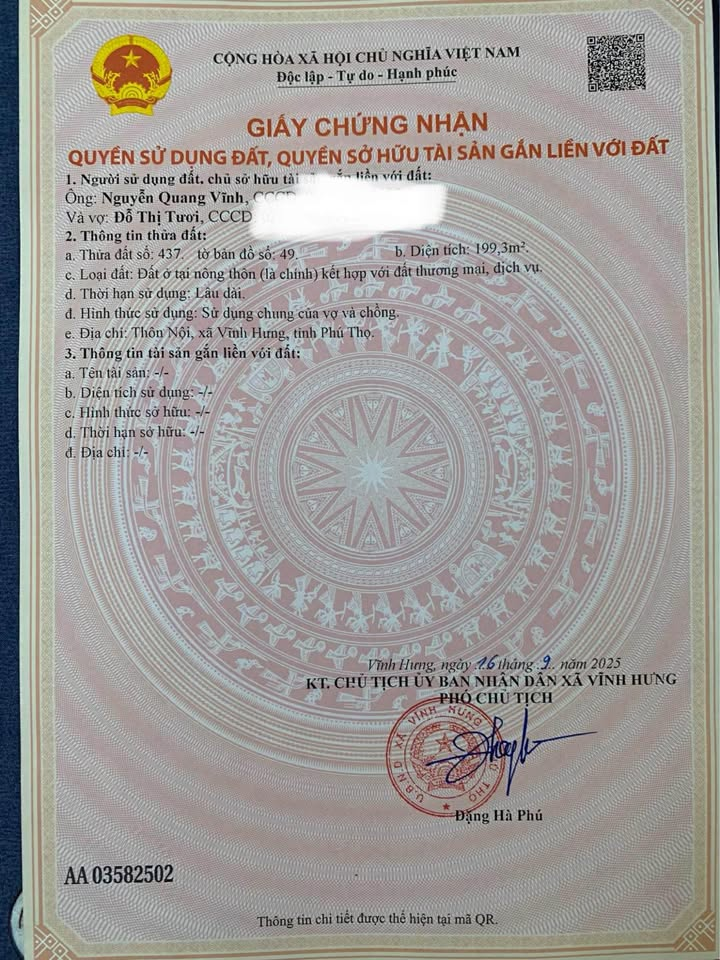 CỘNG HÒA XÃ HỘI CHỦ NGHĨA VIỆT NAM
Độc lập - Tự do - Hạnh phúc
GIẤY CHỨNG NHẬN
QUYỀN SỬ DỤNG ĐẤT, QUYỀN SỞ HỮU TÀI SẢN GẮN LIỀN VỚI ĐẤT
1. Người sử dụng đất, chủ sở hữu tài sản gắn liền với đất:
Ông: Nguyễn Quang Vĩnh, CCCD
Và vợ: Đỗ Thị Tươi, CCCD
2. Thông tin thửa đất:
a. Thửa đất số: 437. tờ bản đồ số: 49. b. Diện tích: 199,3m².
c. Loại đất: Đất ở tại nông thôn (là chính) kết hợp với đất thương mại, dịch vụ.
d. Thời hạn sử dụng: Lâu dài.
đ. Hình thức sử dụng: Sử dụng chung của vợ và chồng.
e. Địa chỉ: Thôn Nội, xã Vĩnh Hưng, tỉnh Phú Thọ.
3. Thông tin tài sản gắn liền với đất:
a. Tên tài sản: -/-
b. Diện tích sử dụng: -/-
c. Hình thức sở hữu: -/-
d. Thời hạn sở hữu: -/-
đ. Địa chỉ: -/-
Vĩnh Hưng, ngày 16 tháng 9. năm 2025
KT. CHỦ TỊCH ỦY BAN NHÂN DÂN XÃ VĨNH HƯNG
PHÓ CHỦ TỊCH
U.B.N.D XÃ VĨNH HƯNG
Đặng Hà Phú
AA 03582502
Thông tin chi tiết được thể hiện tại mã QR.